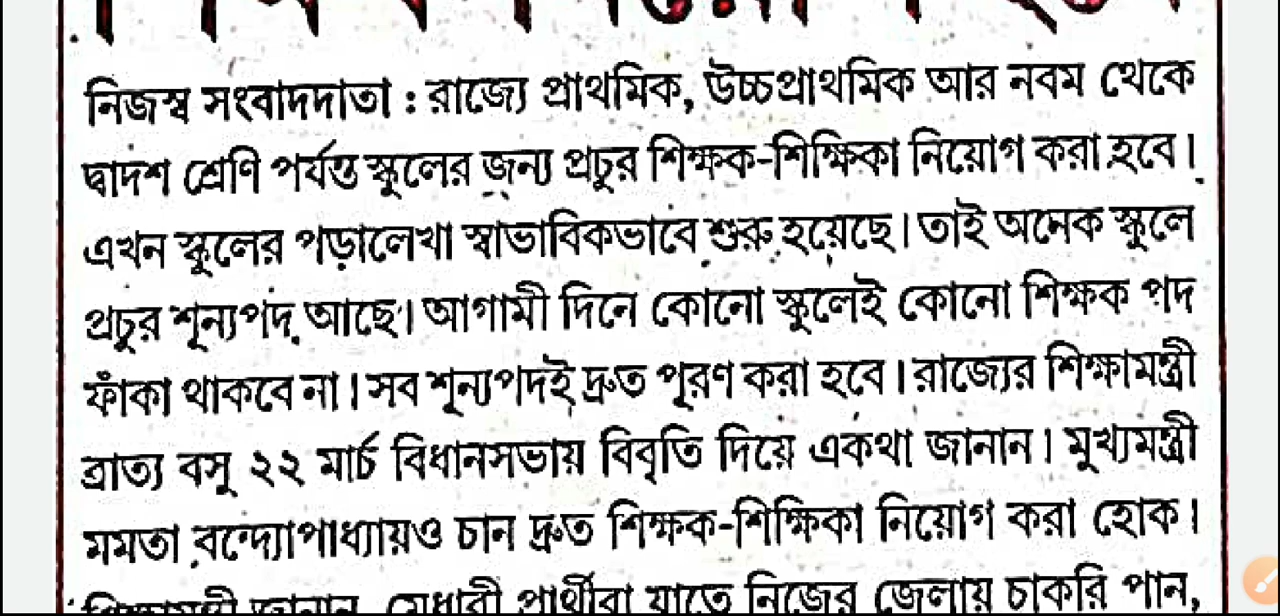 নিজস্ব সংবাদদাতা : রাজ্যে প্রাথমিক, উচ্চপ্রাথমিক আর নবম থেকে
দ্বাদশ শ্রেণি পর্যন্ত স্কুলের জন্য প্রচুর শিক্ষক-শিক্ষিকা নিয়োগ করা হবে।
এখন স্কুলের পড়ালেখা স্বাভাবিকভাবে শুরু হয়েছে। তাই অনেক স্কুলে
প্রচুর শূন্যপদ আছে। আগামী দিনে কোনো স্কুলেই কোনো শিক্ষক পদ
ফাঁকা থাকবে না। সব শূন্যপদই দ্রুত পূরণ করা হবে। রাজ্যের শিক্ষামন্ত্রী
ব্রাত্য বসু ২২ মার্চ বিধানসভায় বিবৃতি দিয়ে একথা জানান। মুখ্যমন্ত্রী
মমতা বন্দ্যোপাধ্যায়ও চান দ্রুত শিক্ষক-শিক্ষিকা নিয়োগ করা হোক।
শিক্ষামন্ত্রী জানান, মেধাবী প্রার্থীরা যাতে নিজের জেলায় চাকরি পান,